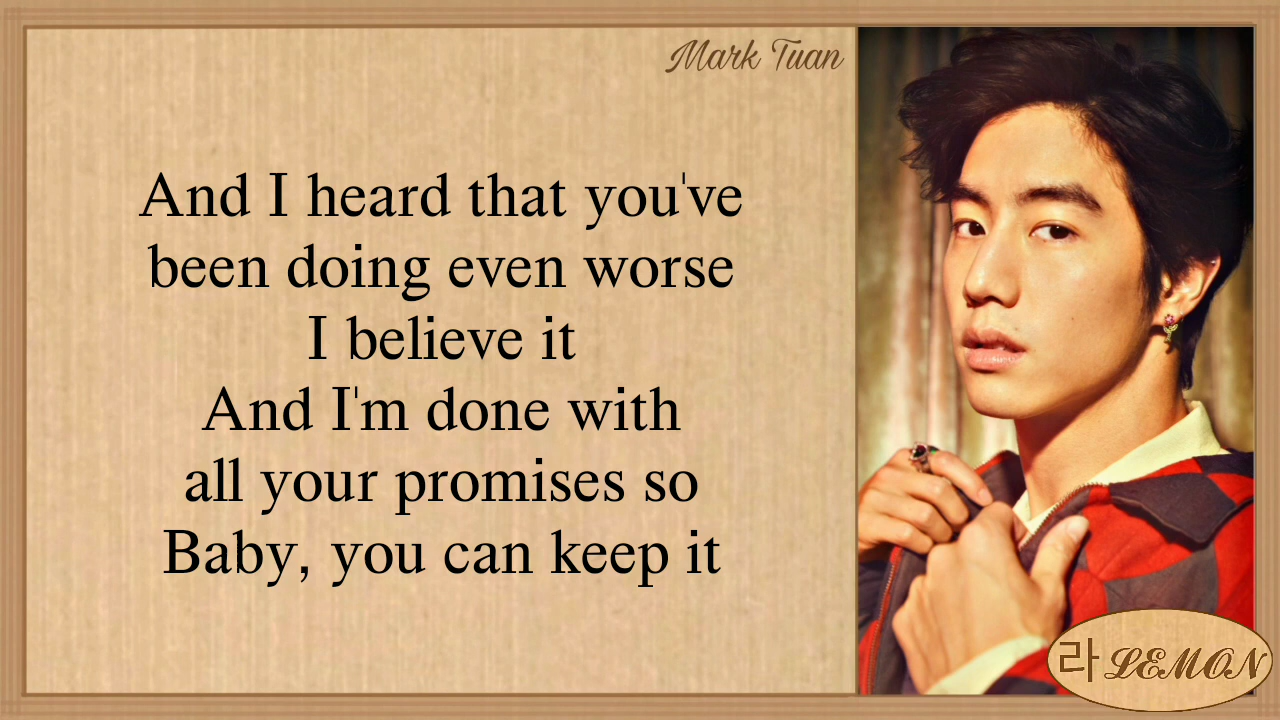 Mark Tuan
And I heard that you've
been doing even worse
I believe it
And I'm done with
all your promises so
Baby, you can keep it
라 LEMON